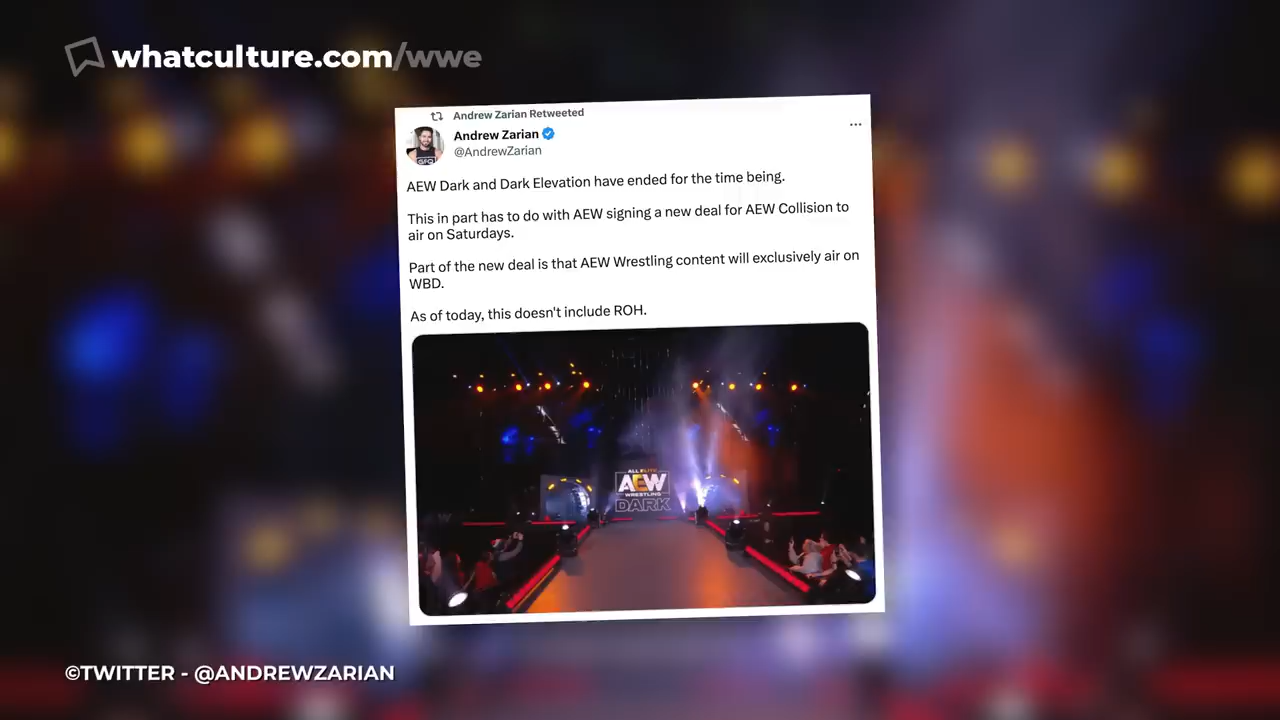 whatculture.com/wwe
Andrew Zarian Retweeted
Andrew Zarian
@AndrewZarian
AEW Dark and Dark Elevation have ended for the time being.
This in part has to do with AEW signing a new deal for AEW Collision to
air on Saturdays.
Part of the new deal is that AEW Wrestling content will exclusively air on
WBD.
As of today, this doesn't include ROH.
ALL ELITE
AEW
WRESTLING
DARK
©TWITTER - @ANDREWZARIAN